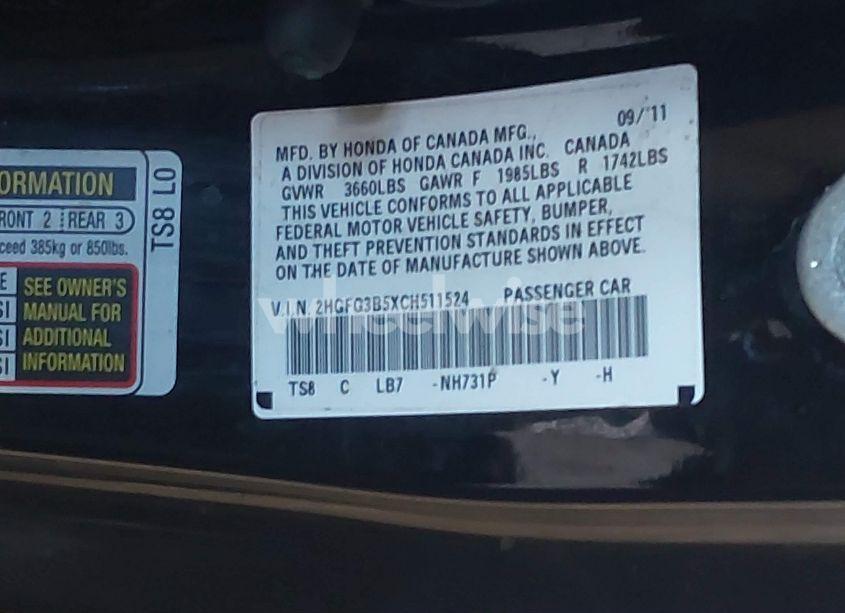 ORMATION
RONT 2 REAR 3
ceed 385kg or 850lbs.
E
SI
SI
SI
SEE OWNER'S
MANUAL FOR
ADDITIONAL
INFORMATION
TS8 L0
MFD. BY HONDA OF CANADA MFG., 09/'11
A DIVISION OF HONDA CANADA INC. CANADA
GVWR 3660LBS GAWR F 1985LBS R 1742LBS
THIS VEHICLE CONFORMS TO ALL APPLICABLE
FEDERAL MOTOR VEHICLE SAFETY, BUMPER,
AND THEFT PREVENTION STANDARDS IN EFFECT
ON THE DATE OF MANUFACTURE SHOWN ABOVE.
V.I.N. 2HGFG3B5XCH511524 PASSENGER CAR
wheelwise
TS8 C LB7 -NH731P -Y -H